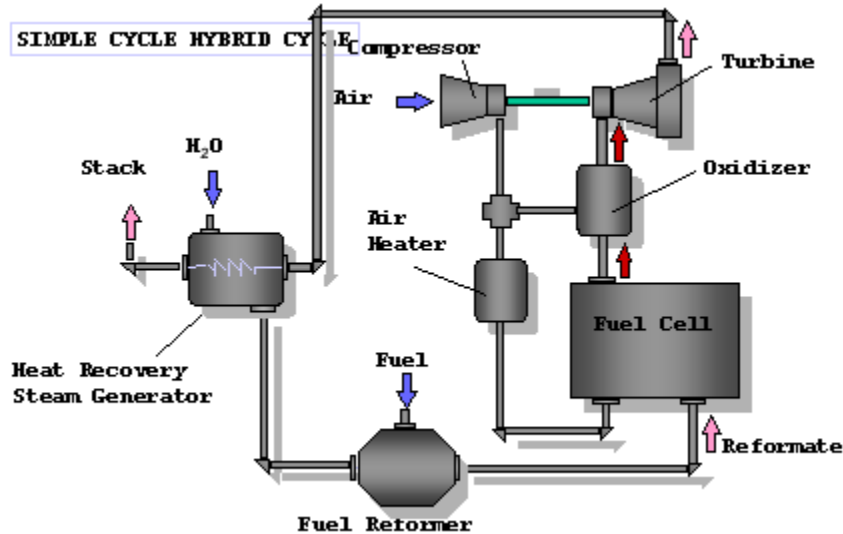 SIMPLE CYCLE HYBRID CYCLE
Compressor
Turbine
Air
H₂O
Stack
Oxidizer
Air
Heater
Fuel Cell
Heat Recovery
Steam Generator
Fuel
Reformate
Fuel Reformer